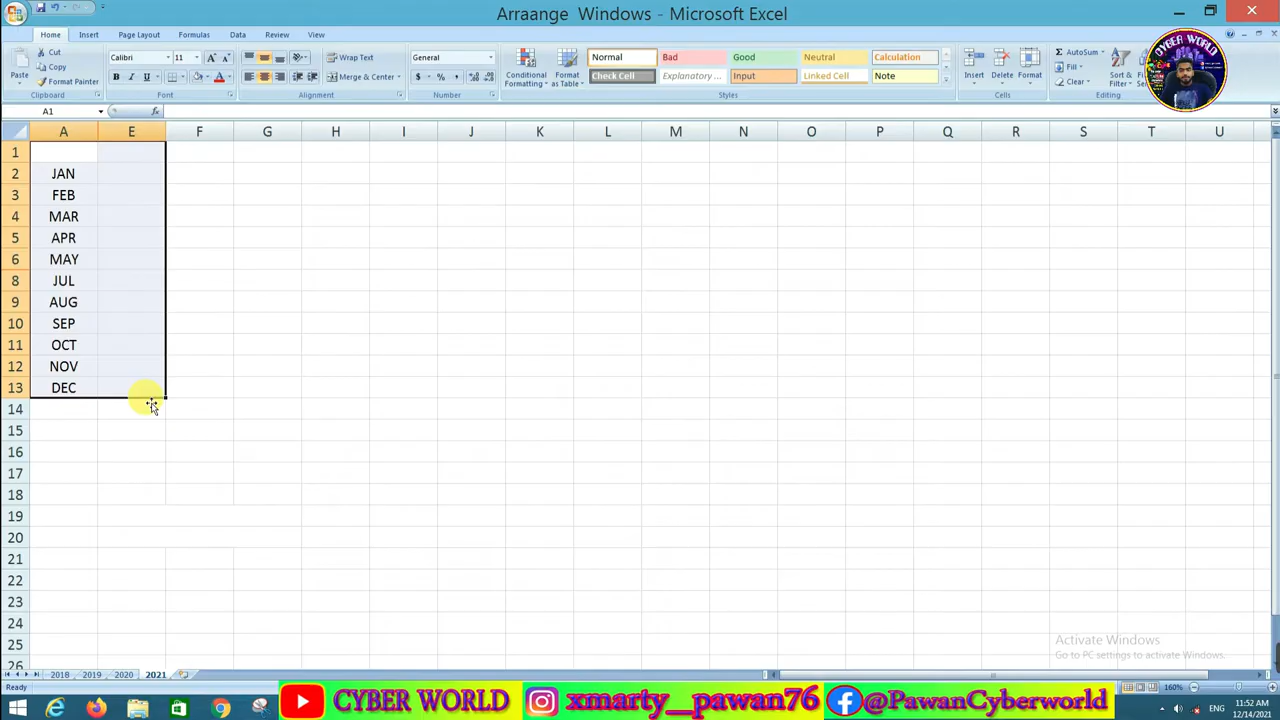 Arraange Windows - Microsoft Excel
Home Insert Page Layout Formulas Data Review View
Paste
Cut
Copy
Format Painter
Clipboard
Calibri 11
B I U
Font
Wrap Text
Merge & Center
Alignment
General
$ % ,
Number
Conditional Formatting
Format as Table
Normal Bad Good Neutral Calculation
Check Cell Explanatory ... Input Linked Cell Note
Styles
Insert Delete Format
Cells
AutoSum
Fill
Clear
Sort & Filter
Editing
CYBER WORLD
A1 fx
A E F G H I J K L M N O P Q R S T U
1
2 JAN
3 FEB
4 MAR
5 APR
6 MAY
8 JUL
9 AUG
10 SEP
11 OCT
12 NOV
13 DEC
14
15
16
17
18
19
20
21
22
23
24
25
26
Activate Windows
Go to PC settings to activate Windows.
2018 2019 2020 2021
Ready 160%
CYBER WORLD xmarty__pawan76 @PawanCyberworld
ENG 11:52 AM
12/14/2021